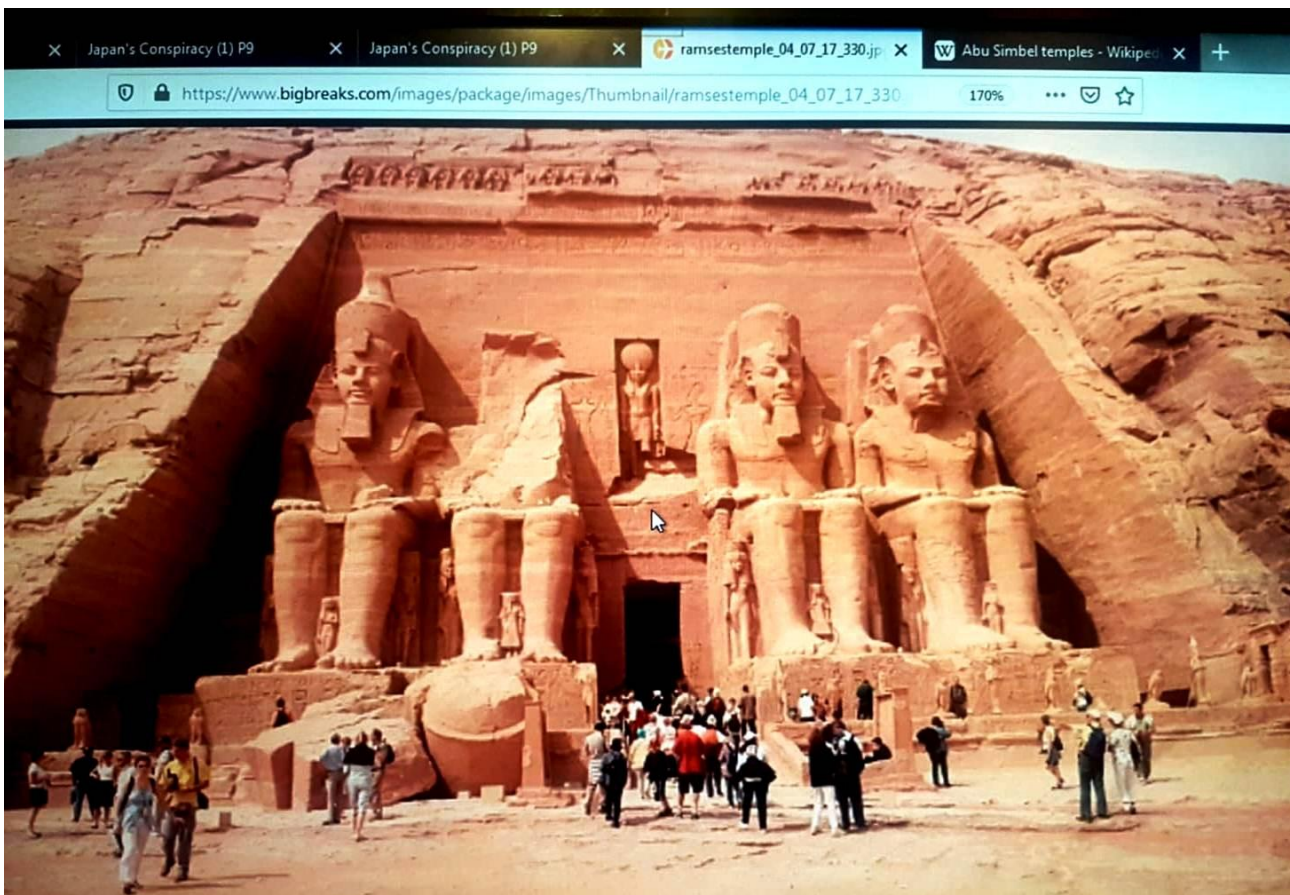 Japan's Conspiracy (1) P9
Japan's Conspiracy (1) P9
ramsestemple_04_07_17_330.jp
W Abu Simbel temples - Wikiped
https://www.bigbreaks.com/images/package/images/Thumbnail/ramsestemple_04_07_17_330
170%